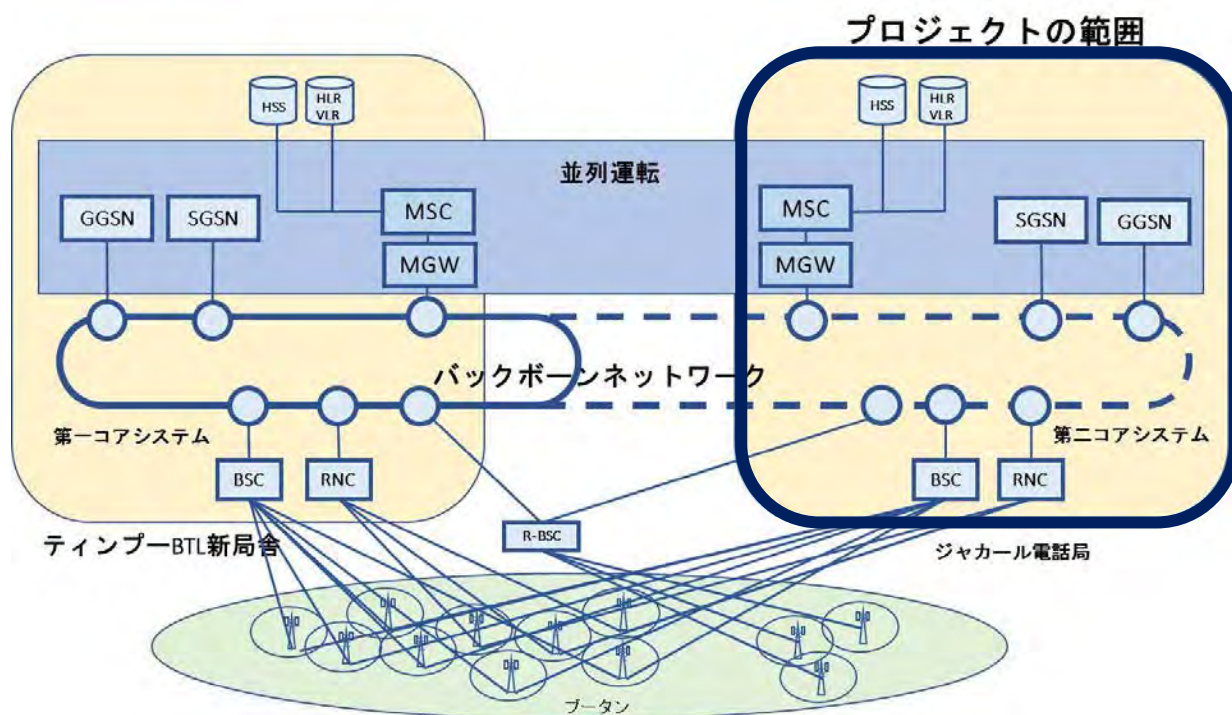 プロジェクトの範囲
HSS
HLR
VLR
HSS
HLR
VLR
並列運転
GGSN
SGSN
MSC
MGW
MSC
MGW
SGSN
GGSN
バックボーンネットワーク
第一コアシステム
第二コアシステム
BSC
RNC
BSC
RNC
R-BSC
ティンプーBTL新局舎
ジャカール電話局
ブータン